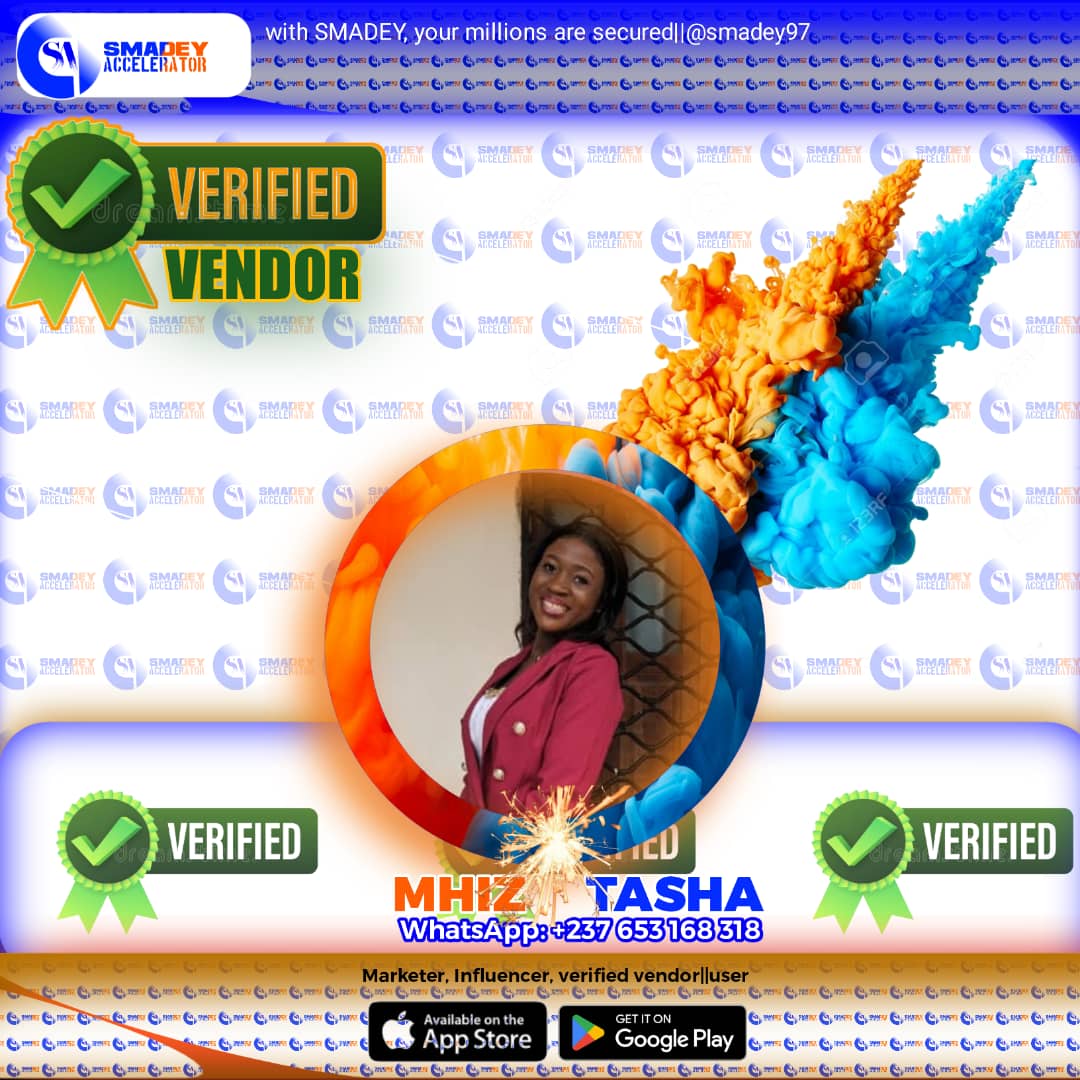 SMADEY
ACCELERATOR
with SMADEY, your millions are secured||@smadey97
VERIFIED
VENDOR
VERIFIED
VERIFIED
MHIZ TASHA
WhatsApp: +237 653 168 318
Marketer, Influencer, verified vendor||user
Available on the
App Store
GET IT ON
Google Play